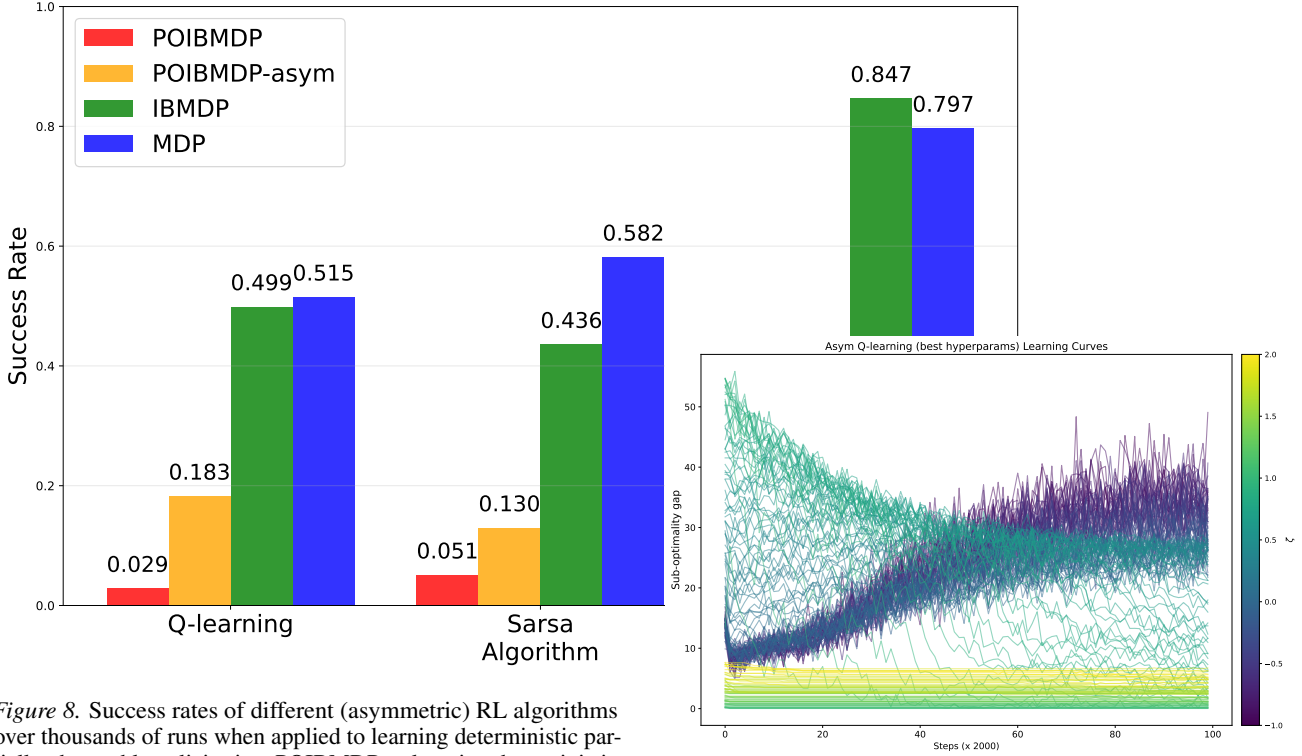 1.0
0.8
0.6
0.4
0.2
0.0
Success Rate
POIBMDP
POIBMDP-asym
IBMDP
MDP
0.029
0.183
0.499
0.515
0.051
0.130
0.436
0.582
0.847
0.797
Q-learning
Sarsa
Algorithm
Asym Q-learning (best hyperparams) Learning Curves
50
40
30
20
10
0
Sub-optimality gap
0 20 40 60 80 100
Steps (x 2000)
2.0
1.5
1.0
0.5
0.0
−0.5
−1.0
ζ
Figure 8. Success rates of different (asymmetric) RL algorithms
over thousands of runs when applied to learning deterministic par-